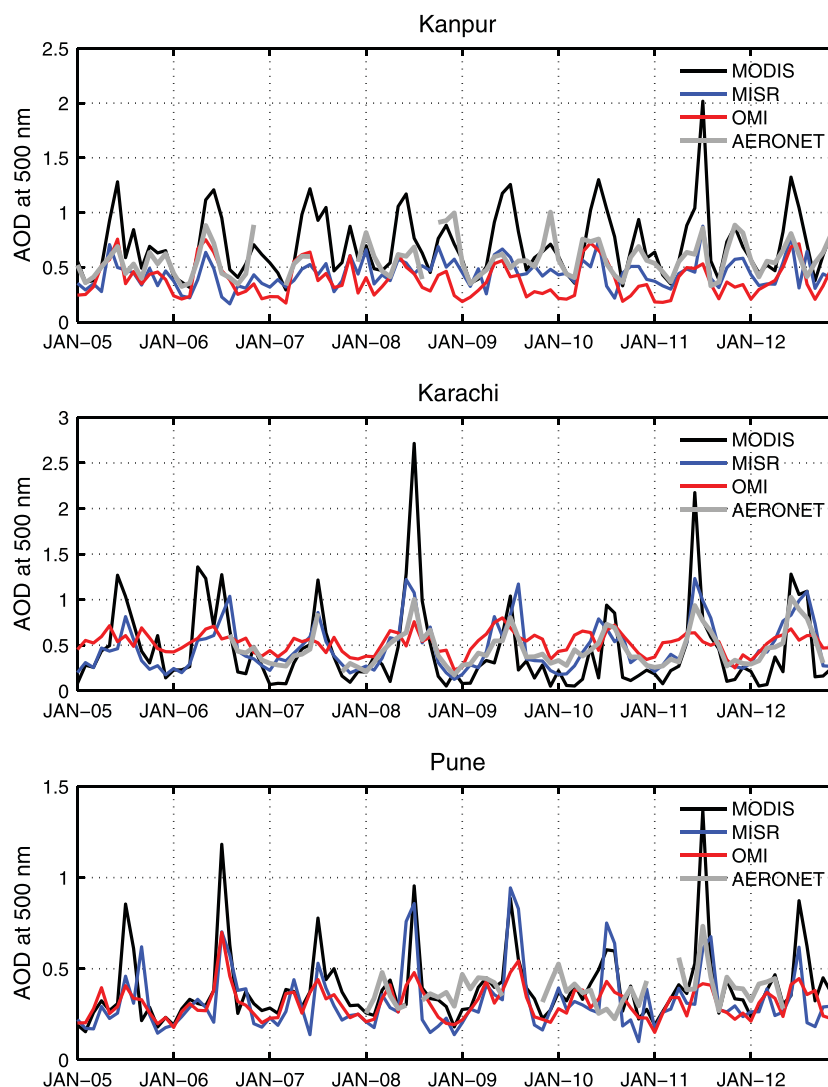 Kanpur
2.5
2
1.5
1
0.5
0
AOD at 500 nm
MODIS
MISR
OMI
AERONET
JAN−05 JAN−06 JAN−07 JAN−08 JAN−09 JAN−10 JAN−11 JAN−12
Karachi
3
2.5
2
1.5
1
0.5
0
AOD at 500 nm
MODIS
MISR
OMI
AERONET
JAN−05 JAN−06 JAN−07 JAN−08 JAN−09 JAN−10 JAN−11 JAN−12
Pune
1.5
1
0.5
0
AOD at 500 nm
MODIS
MISR
OMI
AERONET
JAN−05 JAN−06 JAN−07 JAN−08 JAN−09 JAN−10 JAN−11 JAN−12